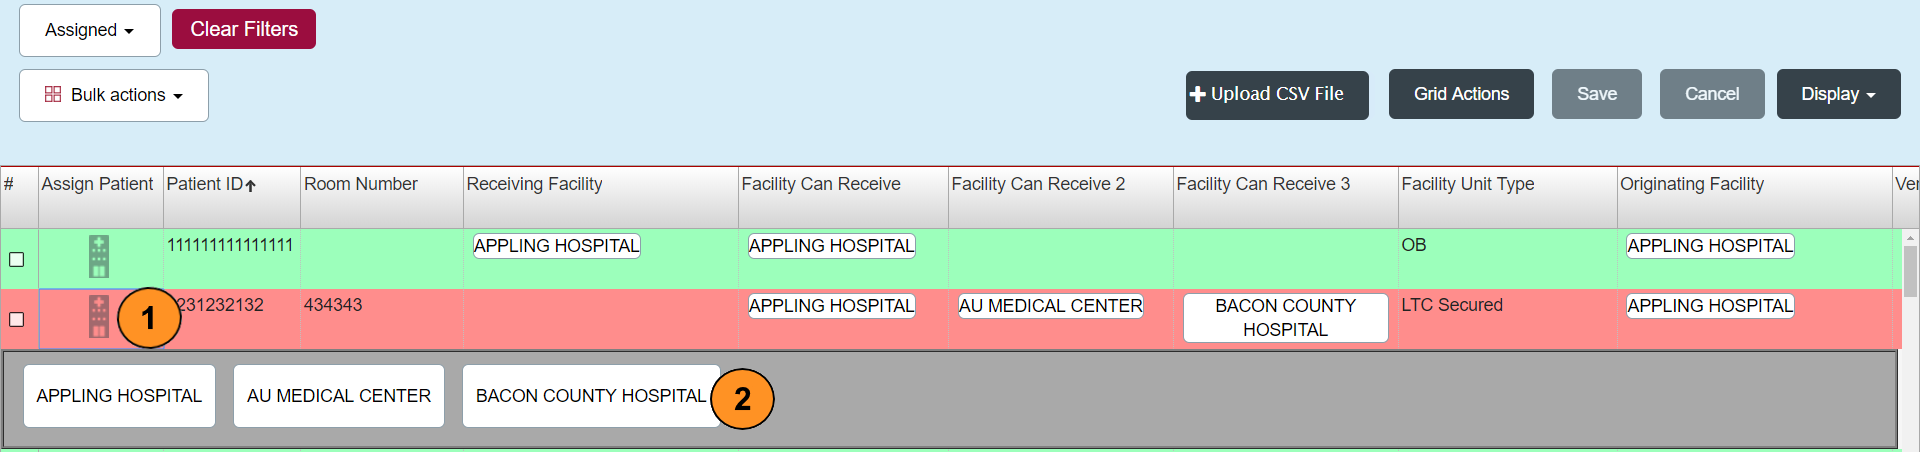 Assigned
Clear Filters
Bulk actions
Upload CSV File
Grid Actions
Save
Cancel
Display
# Assign Patient Patient ID Room Number Receiving Facility Facility Can Receive Facility Can Receive 2 Facility Can Receive 3 Facility Unit Type Originating Facility Ver
111111111111111 APPLING HOSPITAL APPLING HOSPITAL OB APPLING HOSPITAL
1 231232132 434343 APPLING HOSPITAL AU MEDICAL CENTER BACON COUNTY LTC Secured APPLING HOSPITAL
HOSPITAL
APPLING HOSPITAL AU MEDICAL CENTER BACON COUNTY HOSPITAL 2